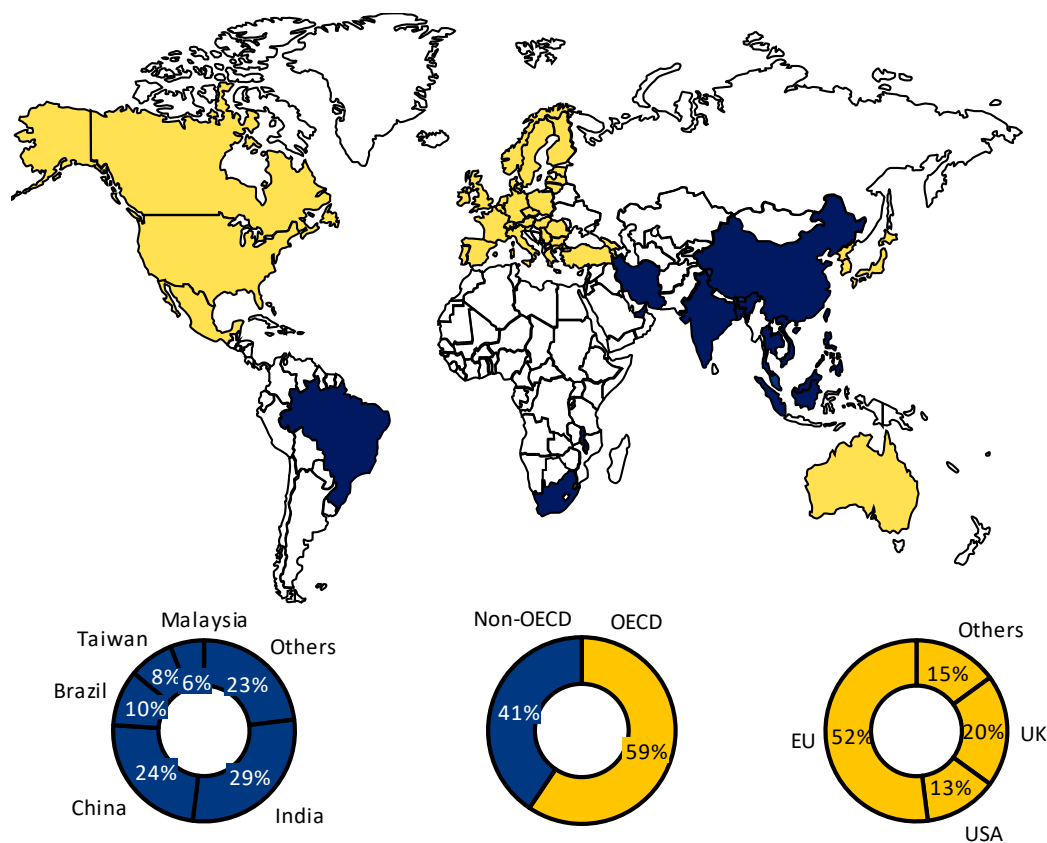 Malaysia
Taiwan
Others
Brazil
8%
6%
23%
10%
24%
29%
China
India
Non-OECD
OECD
41%
59%
Others
15%
EU
52%
20%
UK
13%
USA